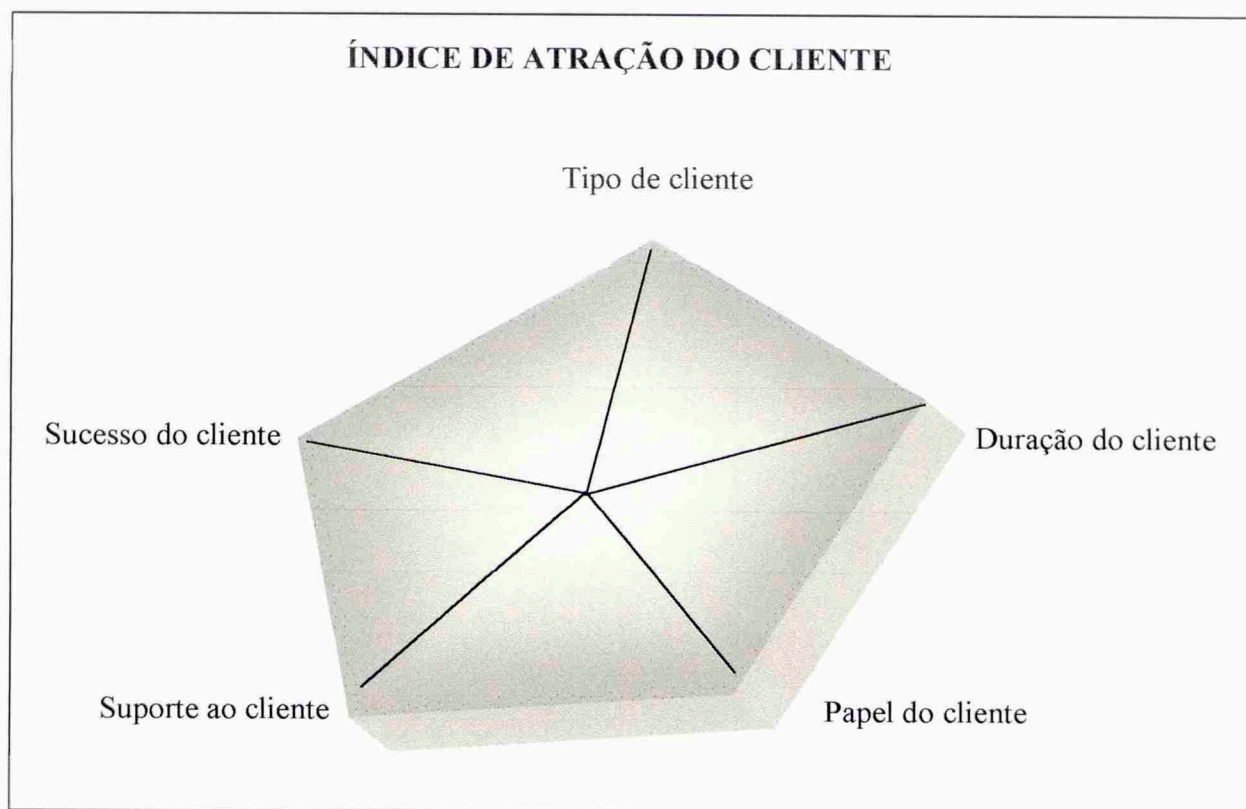 ÍNDICE DE ATRAÇÃO DO CLIENTE
Tipo de cliente
Sucesso do cliente
Duração do cliente
Suporte ao cliente
Papel do cliente